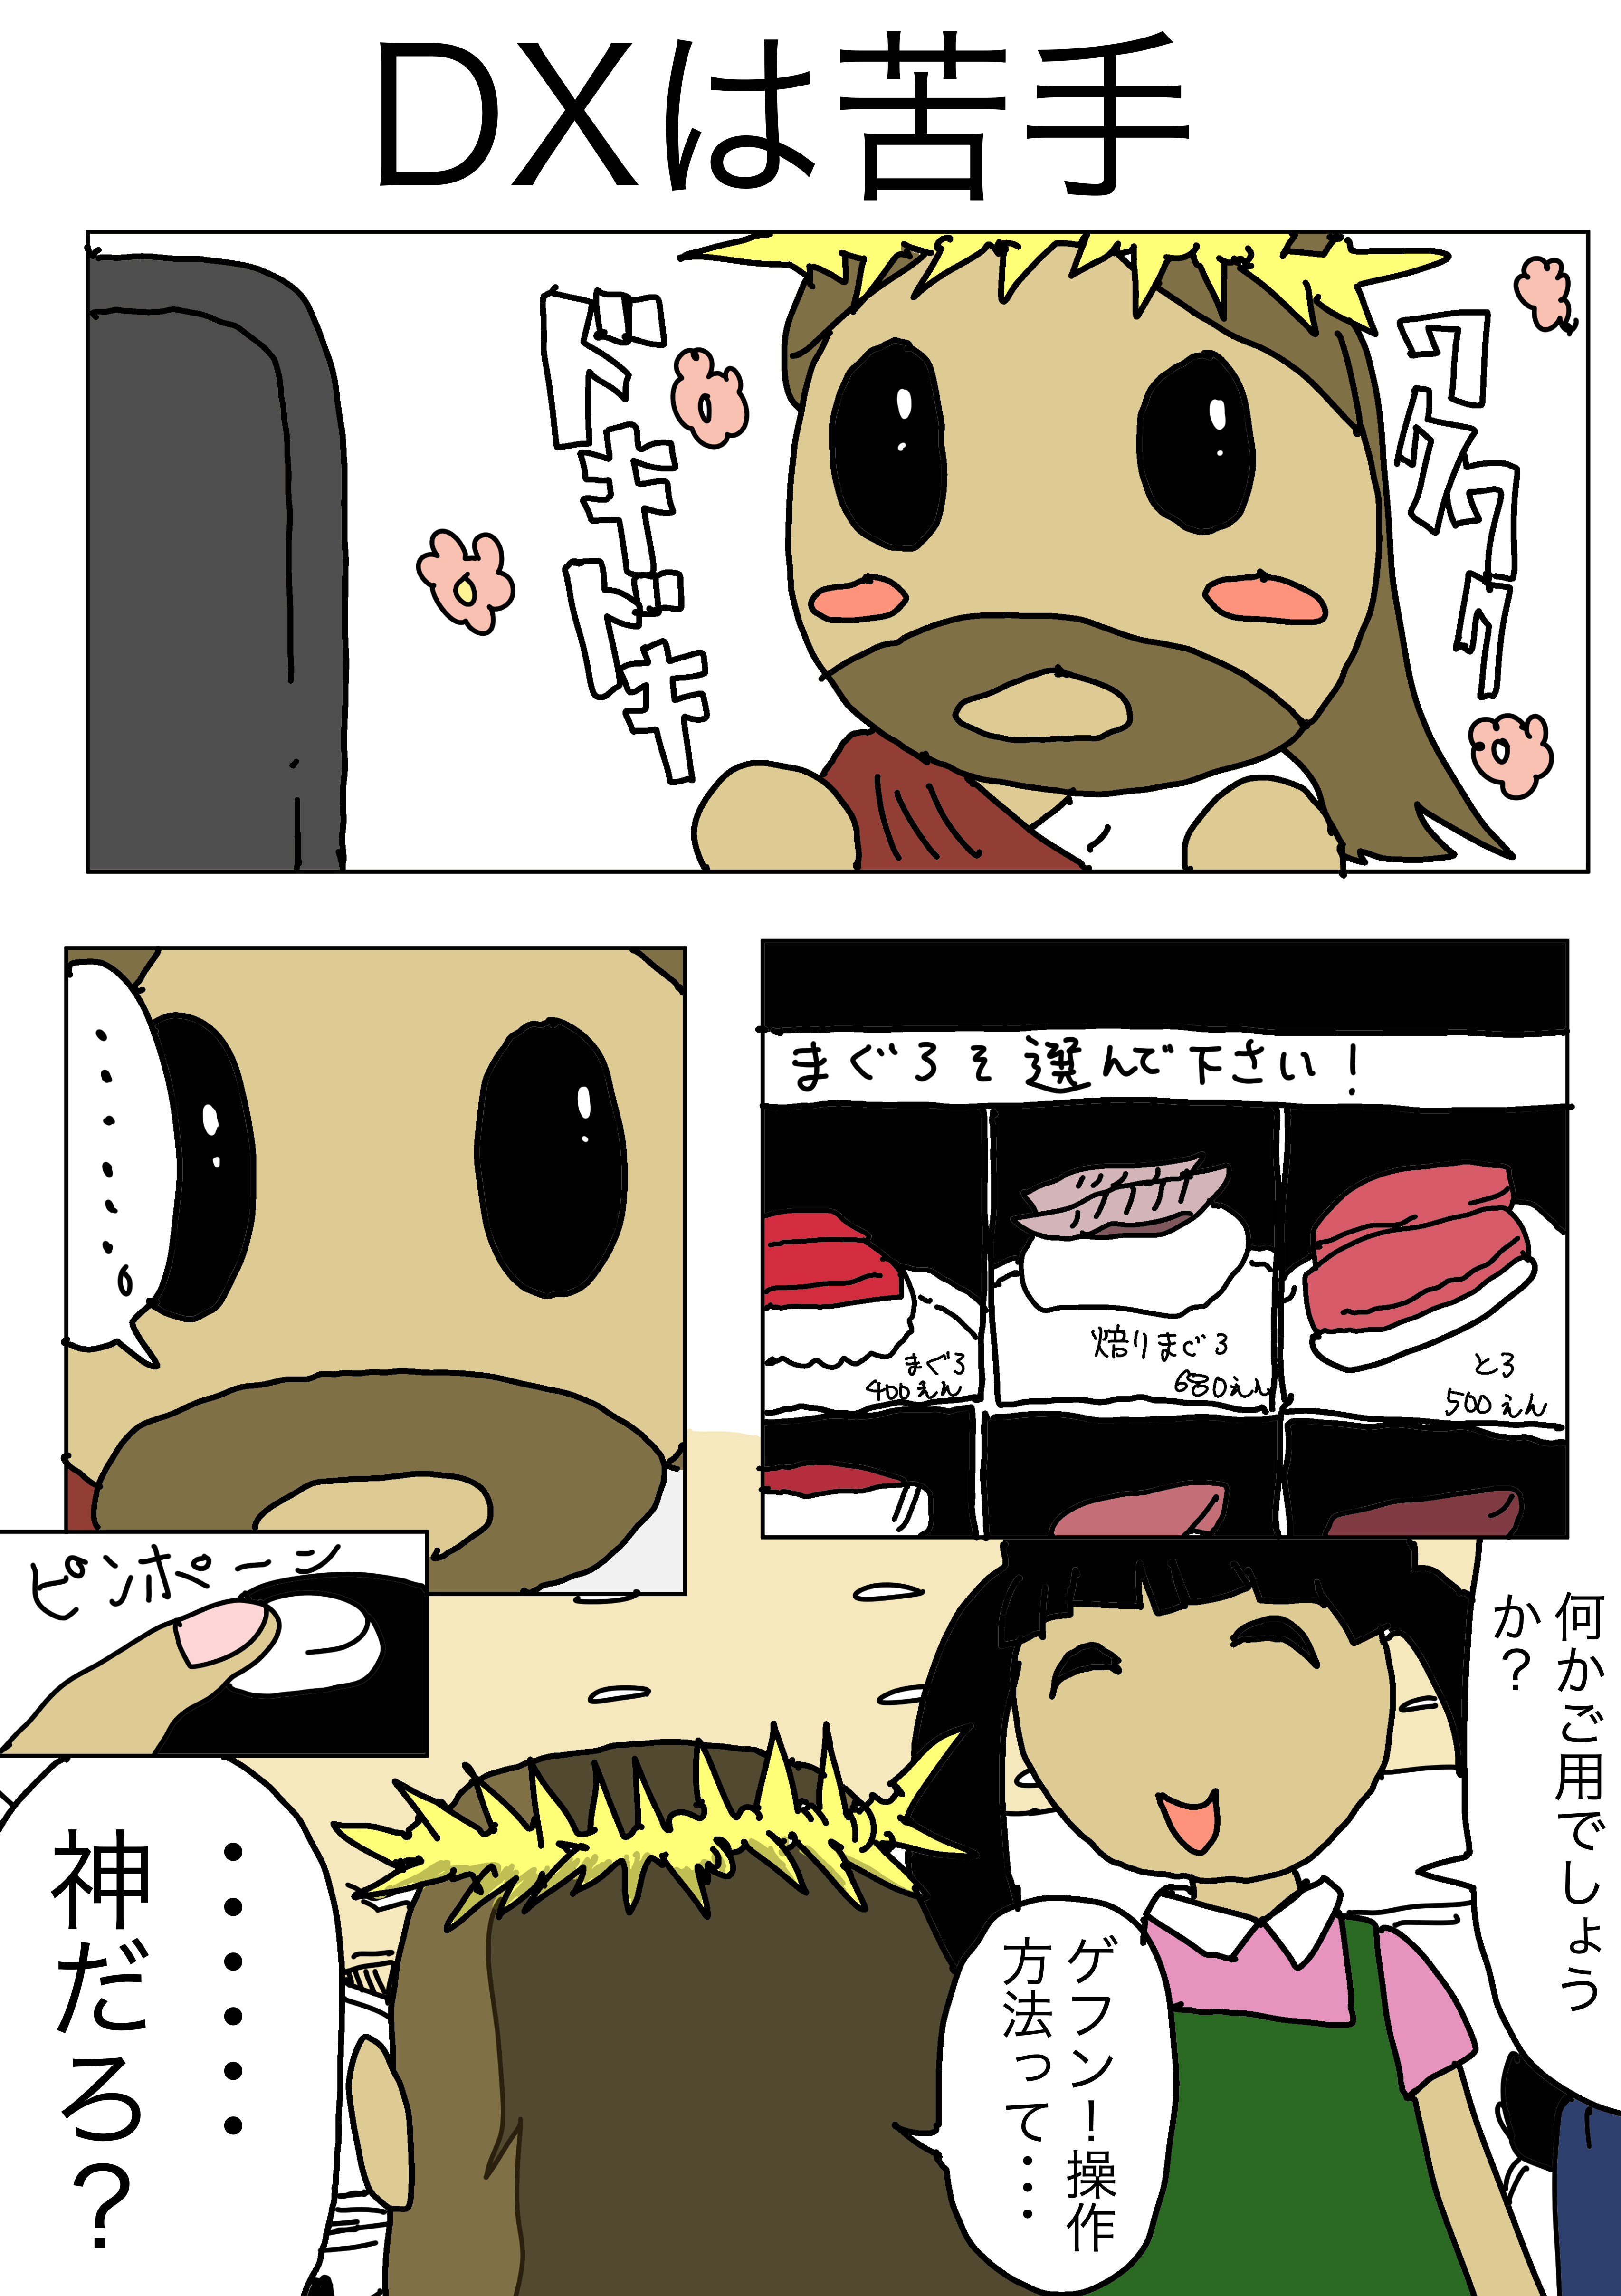 DXは苦手
ワクワク
ドキドキ
まぐろを選んで下さい!
とろ
500えん
焙りまぐろ
680えん
まぐろ
400えん
・・・・・・。
ピンポーン
何かご用でしょう
か?
ゲフン!操作
方法って・・・
・・・・・・
神だろ?